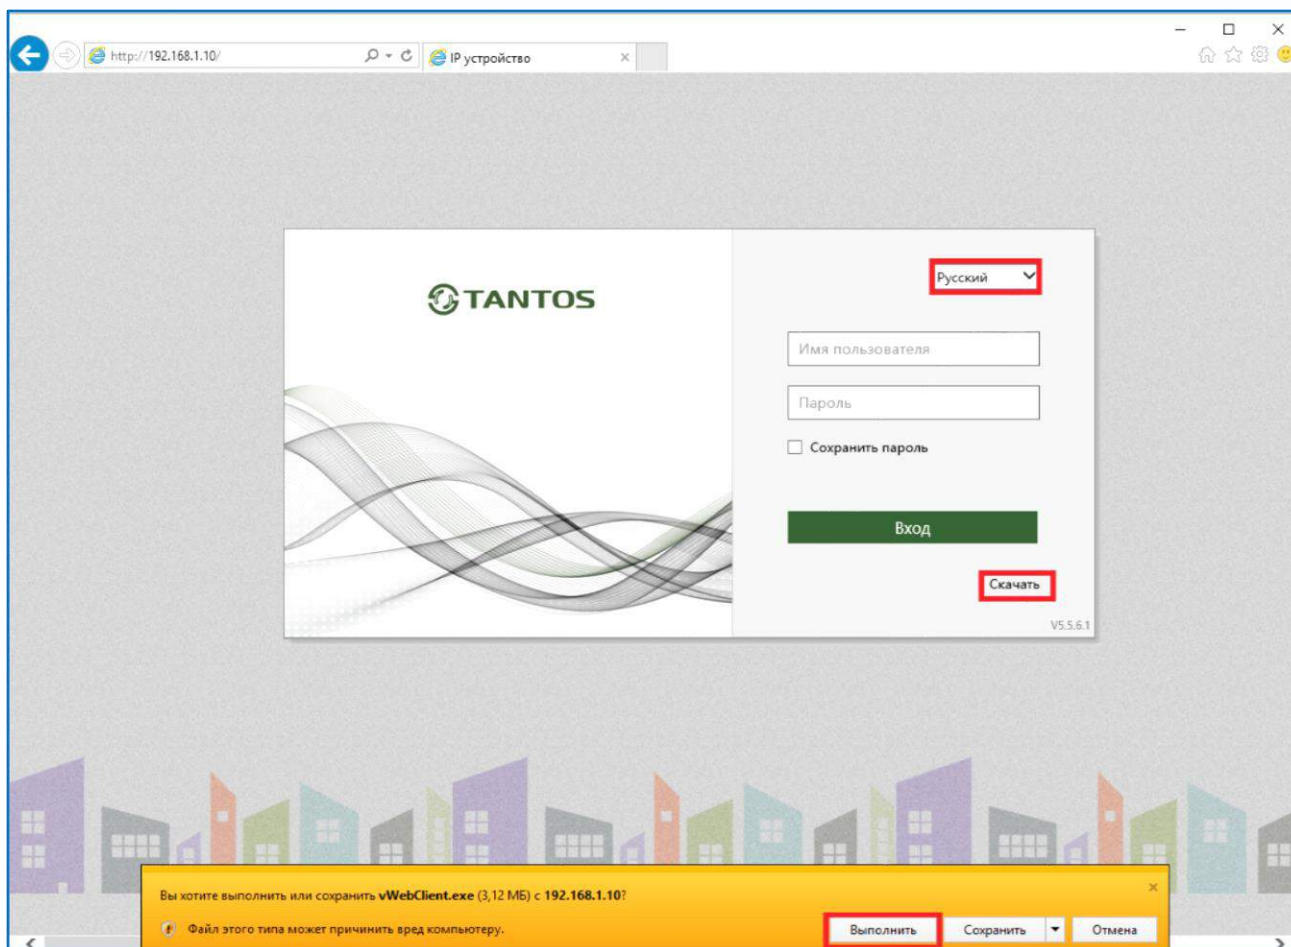 http://192.168.1.10/
IP устройство
TANTOS
Русский
Имя пользователя
Пароль
Сохранить пароль
Вход
Скачать
V5.5.6.1
Вы хотите выполнить или сохранить vWebClient.exe (3,12 МБ) с 192.168.1.10?
Файл этого типа может причинить вред компьютеру.
Выполнить
Сохранить
Отмена